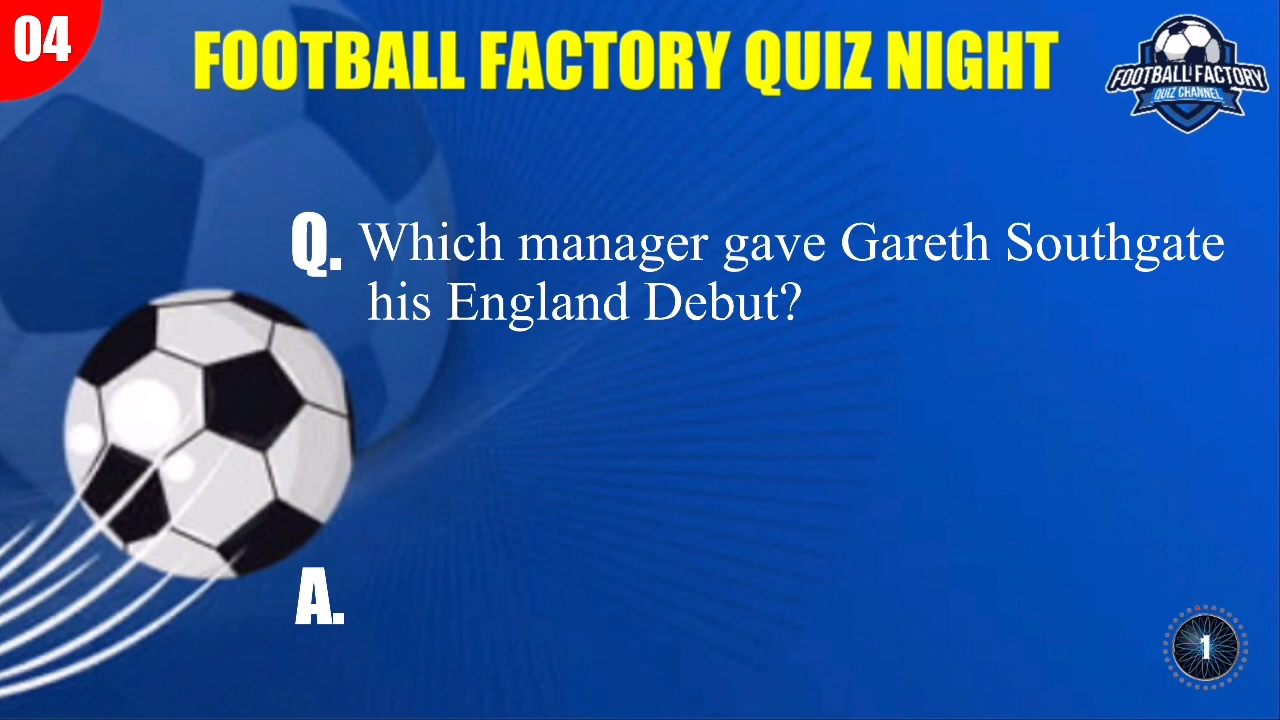 04
FOOTBALL FACTORY QUIZ NIGHT
FOOTBALL FACTORY
QUIZ CHANNEL
Q. Which manager gave Gareth Southgate
his England Debut?
A.
1